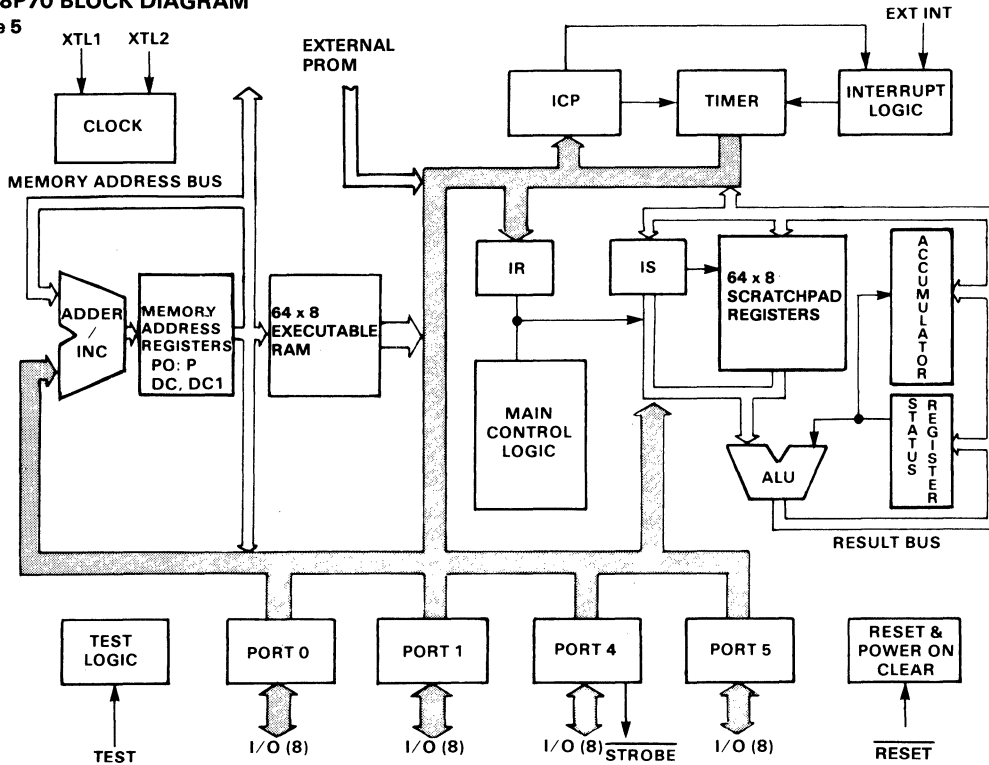 8P70 BLOCK DIAGRAM
5
XTL1 XTL2
EXTERNAL
PROM
EXT INT
CLOCK
ICP
TIMER
INTERRUPT
LOGIC
MEMORY ADDRESS BUS
IR
IS
64 x 8
SCRATCHPAD
REGISTERS
ACCUMULATOR
ADDER
/
INC
MEMORY
ADDRESS
REGISTERS
PO: P
DC, DC1
64 x 8
EXECUTABLE
RAM
MAIN
CONTROL
LOGIC
STATUS
REGISTER
ALU
RESULT BUS
TEST
LOGIC
PORT 0
PORT 1
PORT 4
PORT 5
RESET &
POWER ON
CLEAR
TEST
I/O (8)
I/O (8)
I/O (8)
STROBE
I/O (8)
RESET